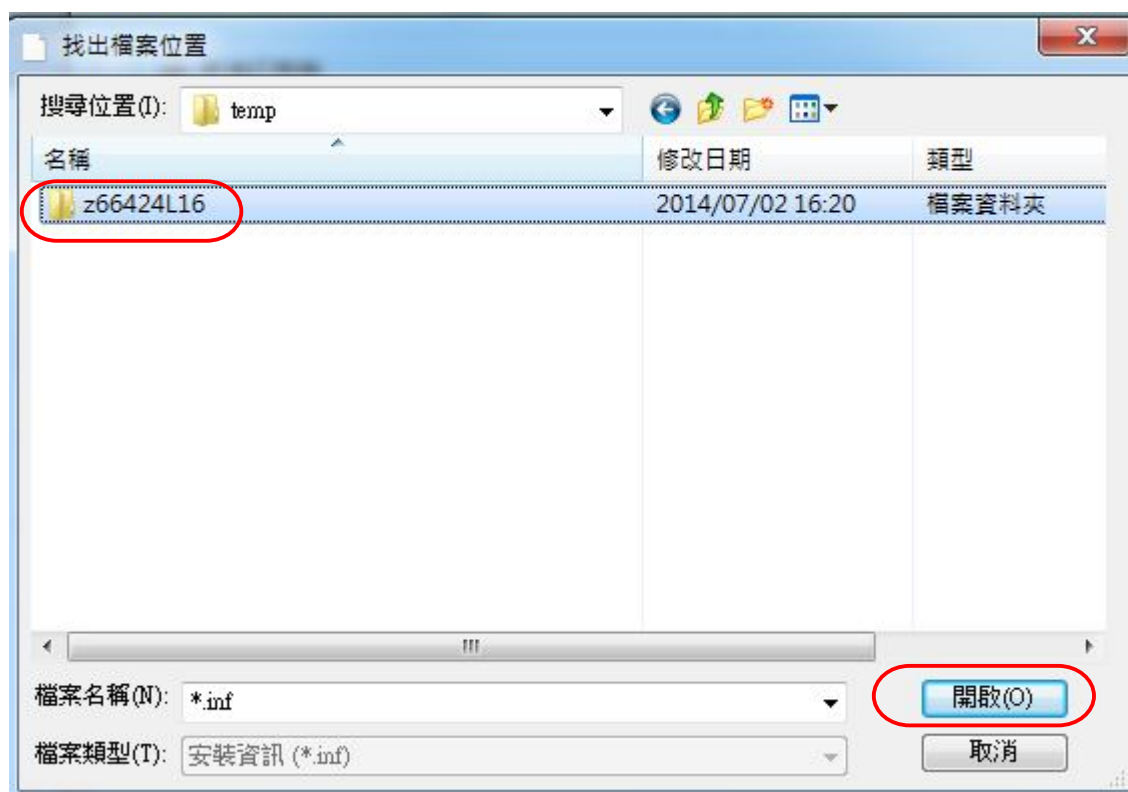 找出檔案位置
搜尋位置(I): temp
名稱 修改日期 類型
z66424L16 2014/07/02 16:20 檔案資料夾
檔案名稱(N): *.inf 開啟(O)
檔案類型(T): 安裝資訊 (*.inf) 取消